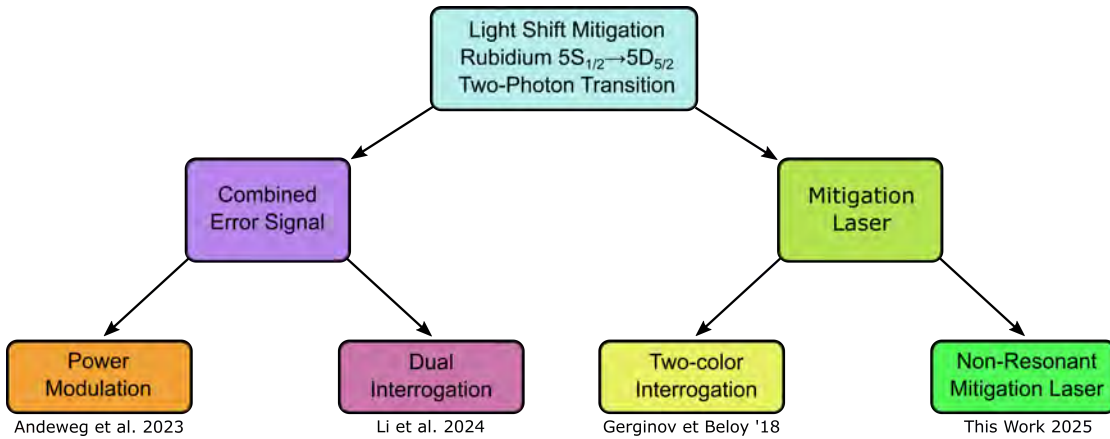 Light Shift Mitigation
Rubidium 5S₁/₂→5D₅/₂
Two-Photon Transition
Combined
Error Signal
Mitigation
Laser
Power
Modulation
Dual
Interrogation
Two-color
Interrogation
Non-Resonant
Mitigation Laser
Andeweg et al. 2023
Li et al. 2024
Gerginov et Beloy '18
This Work 2025